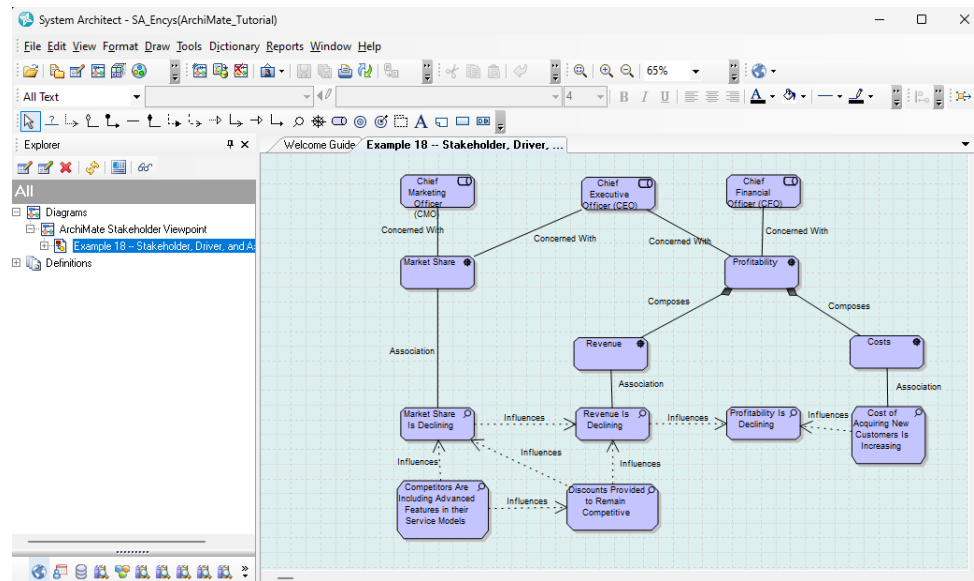 System Architect - SA_Encys(ArchiMate_Tutorial)
File Edit View Format Draw Tools Dictionary Reports Window Help
65%
All Text
4
B I U
A
Explorer
Welcome Guide
Example 18 -- Stakeholder, Driver, ...
All
Diagrams
ArchiMate Stakeholder Viewpoint
Example 18 -- Stakeholder, Driver, and As
Definitions
Chief
Marketing
Officer
(CMO)
Chief
Executive
Officer (CEO)
Chief
Financial
Officer (CFO)
Concerned With
Concerned With
Concerned With
Concerned With
Market Share
Profitability
Composes
Composes
Revenue
Costs
Association
Association
Association
Market Share
Is Declining
Influences
Revenue Is
Declining
Influences
Profitability Is
Declining
Influences
Cost of
Acquiring New
Customers Is
Increasing
Influences
Influences
Influences
Competitors Are
Including Advanced
Features in their
Service Models
Influences
Discounts Provided
to Remain
Competitive